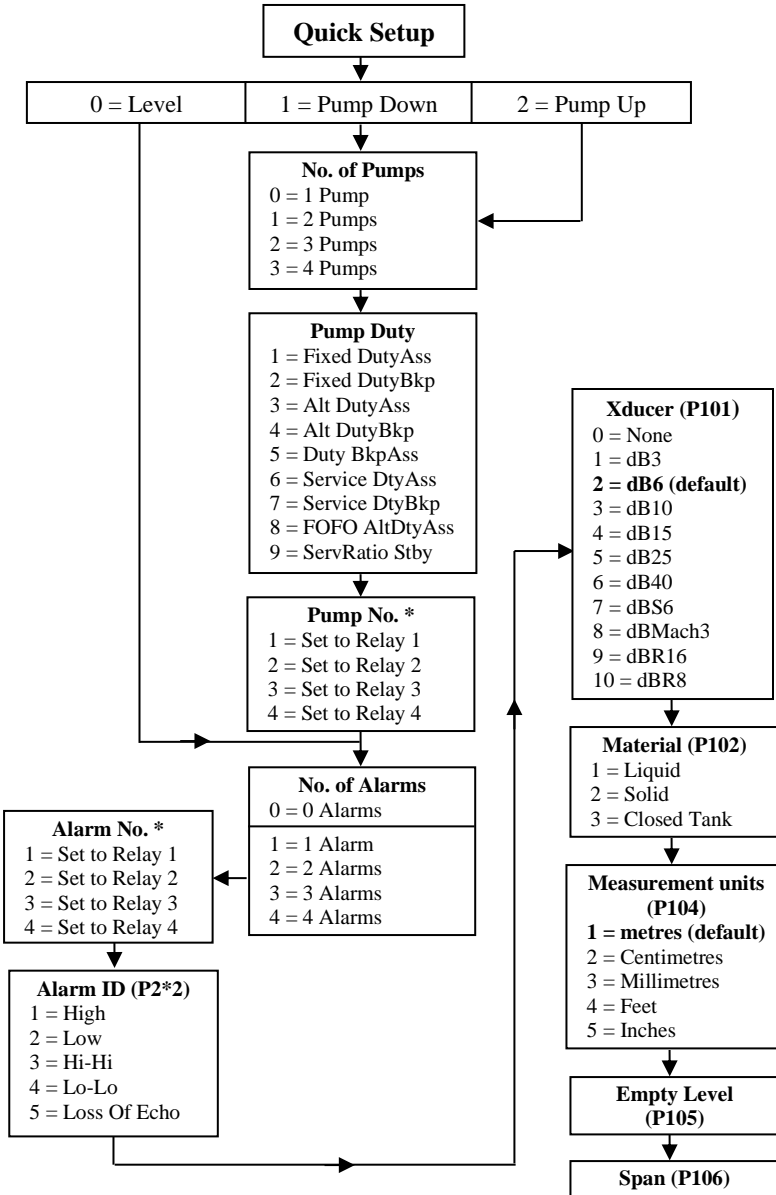 Quick Setup
0 = Level
1 = Pump Down
2 = Pump Up
No. of Pumps
0 = 1 Pump
1 = 2 Pumps
2 = 3 Pumps
3 = 4 Pumps
Pump Duty
1 = Fixed DutyAss
2 = Fixed DutyBkp
3 = Alt DutyAss
4 = Alt DutyBkp
5 = Duty BkpAss
6 = Service DtyAss
7 = Service DtyBkp
8 = FOFO AltDtyAss
9 = ServRatio Stby
Pump No. *
1 = Set to Relay 1
2 = Set to Relay 2
3 = Set to Relay 3
4 = Set to Relay 4
No. of Alarms
0 = 0 Alarms
1 = 1 Alarm
2 = 2 Alarms
3 = 3 Alarms
4 = 4 Alarms
Alarm No. *
1 = Set to Relay 1
2 = Set to Relay 2
3 = Set to Relay 3
4 = Set to Relay 4
Alarm ID (P2*2)
1 = High
2 = Low
3 = Hi-Hi
4 = Lo-Lo
5 = Loss Of Echo
Xducer (P101)
0 = None
1 = dB3
2 = dB6 (default)
3 = dB10
4 = dB15
5 = dB25
6 = dB40
7 = dBS6
8 = dBMach3
9 = dBR16
10 = dBR8
Material (P102)
1 = Liquid
2 = Solid
3 = Closed Tank
Measurement units
(P104)
1 = metres (default)
2 = Centimetres
3 = Millimetres
4 = Feet
5 = Inches
Empty Level
(P105)
Span (P106)